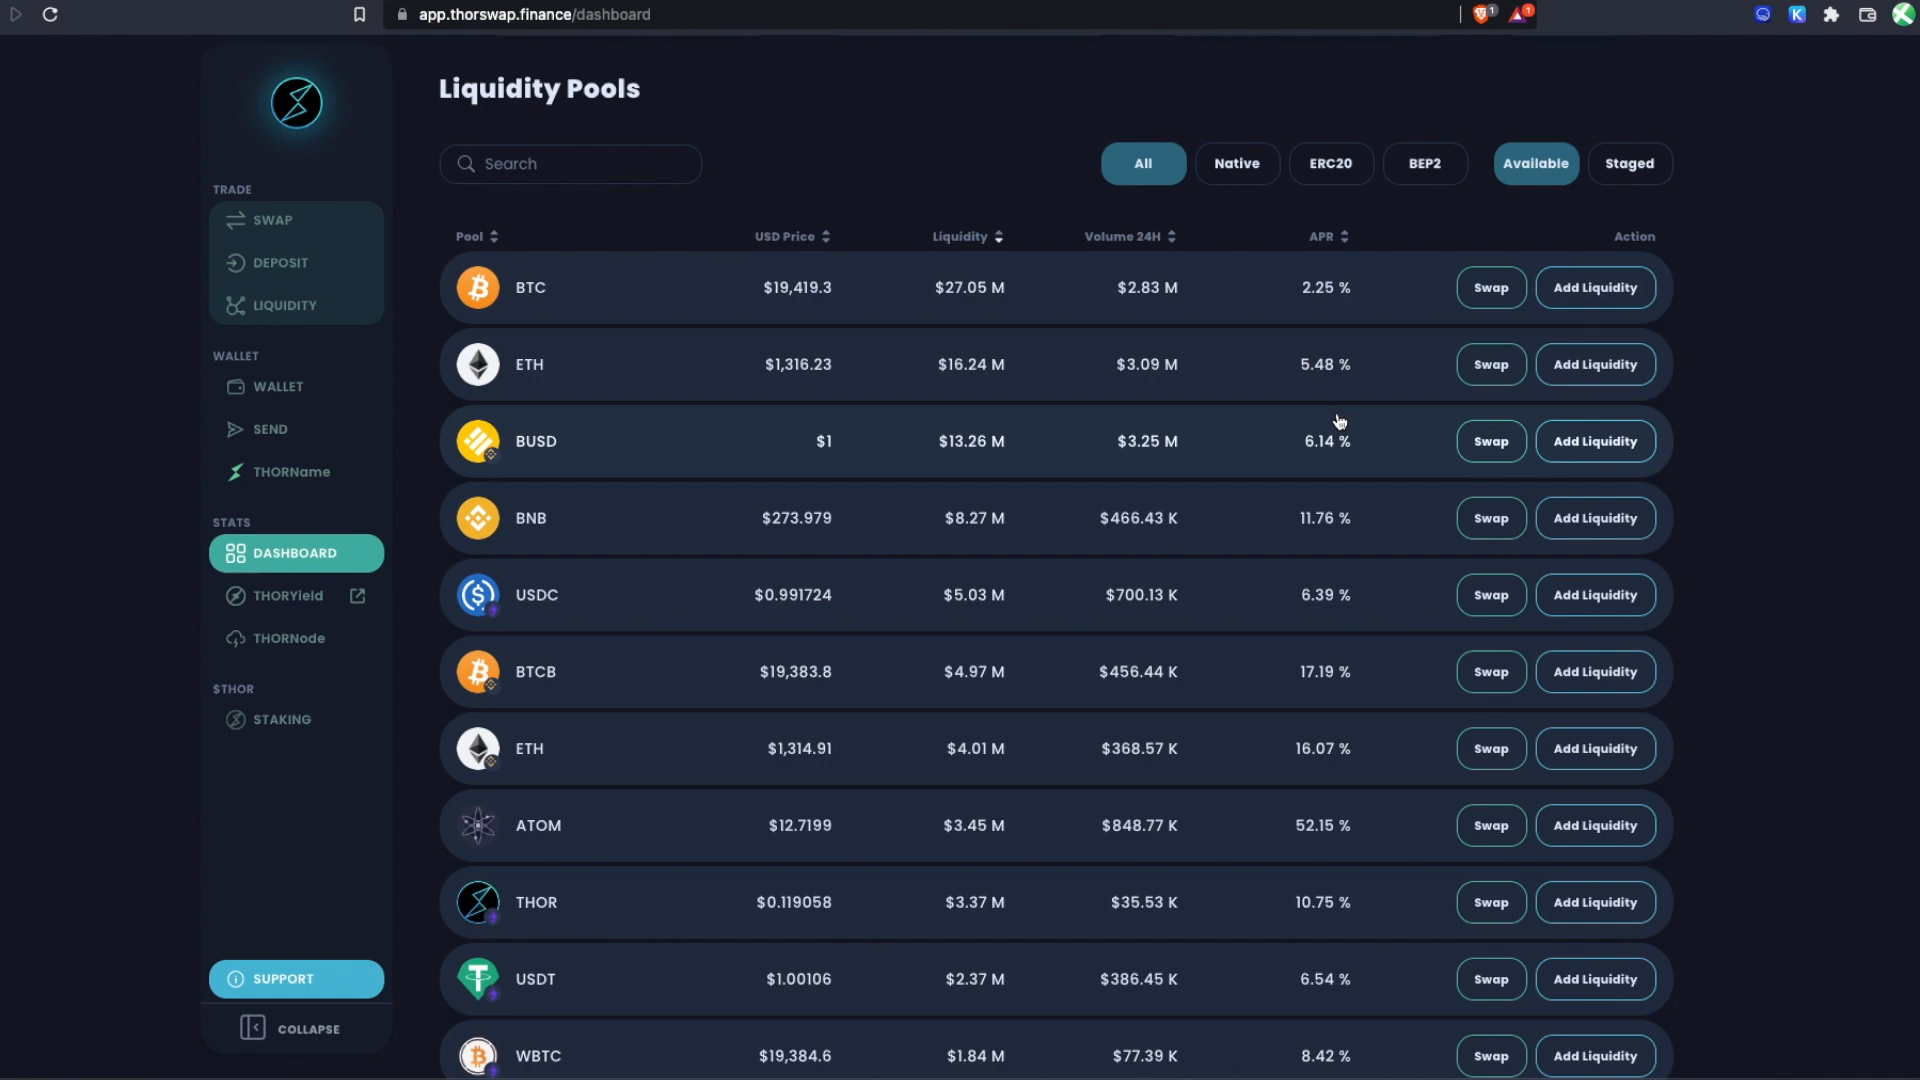 app.thorswap.finance/dashboard
1
1
K
Liquidity Pools
Search
All
Native
ERC20
BEP2
Available
Staged
TRADE
SWAP
DEPOSIT
LIQUIDITY
WALLET
WALLET
SEND
THORName
STATS
DASHBOARD
THORYield
THORNode
$THOR
STAKING
SUPPORT
COLLAPSE
Pool USD Price Liquidity Volume 24H APR Action
BTC $19,419.3 $27.05 M $2.83 M 2.25 % Swap Add Liquidity
ETH $1,316.23 $16.24 M $3.09 M 5.48 % Swap Add Liquidity
BUSD $1 $13.26 M $3.25 M 6.14 % Swap Add Liquidity
BNB $273.979 $8.27 M $466.43 K 11.76 % Swap Add Liquidity
USDC $0.991724 $5.03 M $700.13 K 6.39 % Swap Add Liquidity
BTCB $19,383.8 $4.97 M $456.44 K 17.19 % Swap Add Liquidity
ETH $1,314.91 $4.01 M $368.57 K 16.07 % Swap Add Liquidity
ATOM $12.7199 $3.45 M $848.77 K 52.15 % Swap Add Liquidity
THOR $0.119058 $3.37 M $35.53 K 10.75 % Swap Add Liquidity
USDT $1.00106 $2.37 M $386.45 K 6.54 % Swap Add Liquidity
WBTC $19,384.6 $1.84 M $77.39 K 8.42 % Swap Add Liquidity